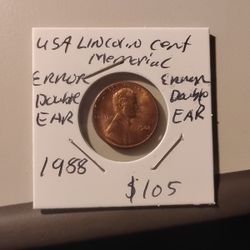 USA LINCOLN Cent
Memorial
ERROR ERROR
Double Double
EAR EAR
1988
$105